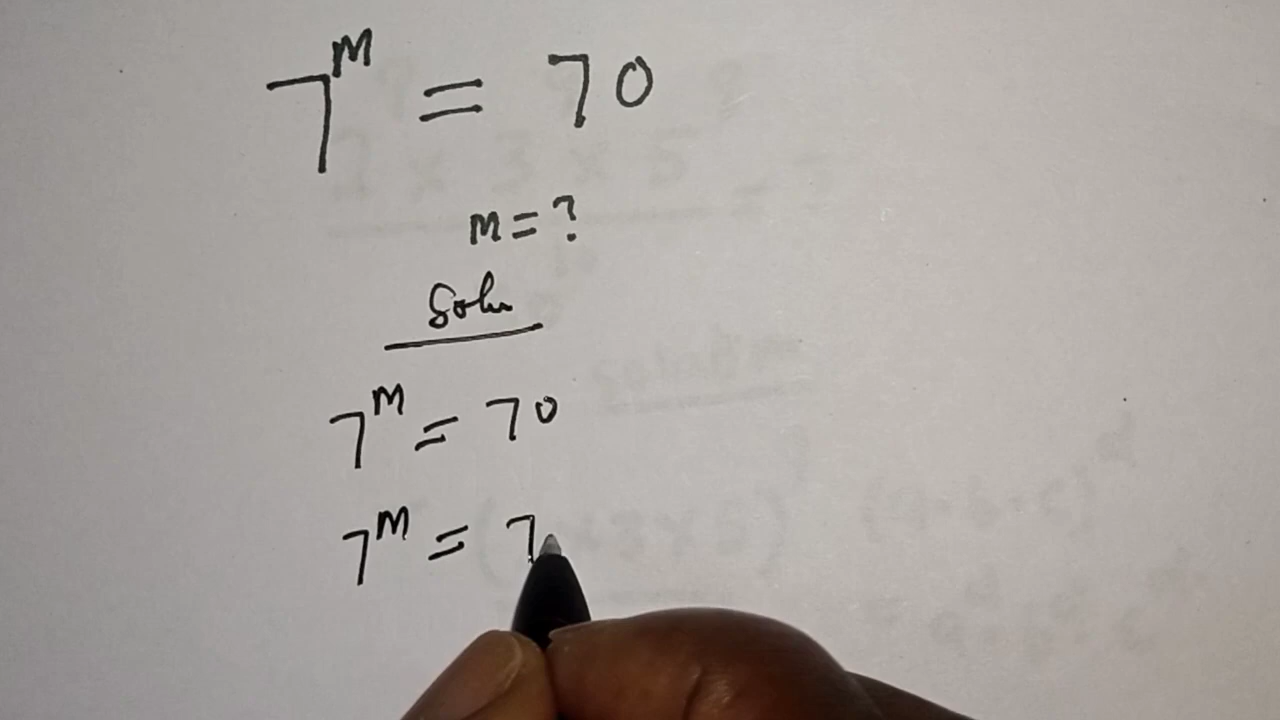 7^m = 70
m = ?
Soln
7^m = 70
7^m = 7